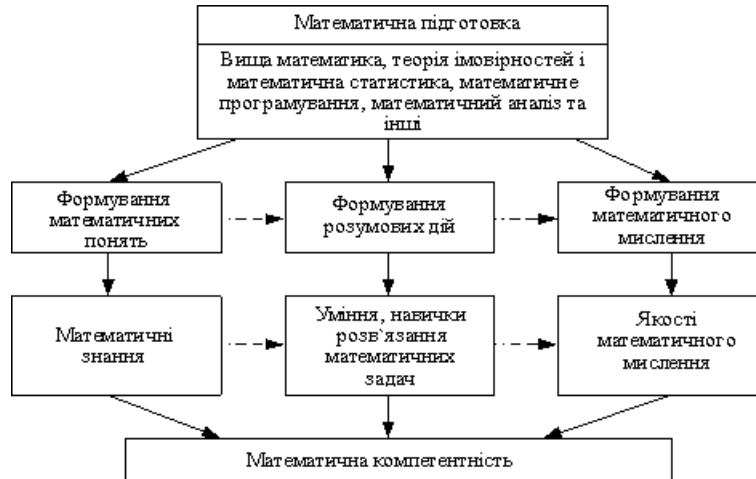 Математична підготовка
Вища математика, теорія імовірностей і
математична статистика, математичне
програмування, математичний аналіз та
інші
Формування
математичних
понять
Формування
розумових дій
Формування
математичного
мислення
Математичні
знання
Уміння, навички
розв`язання
математичних
задач
Якості
математичного
мислення
Математична компетентність